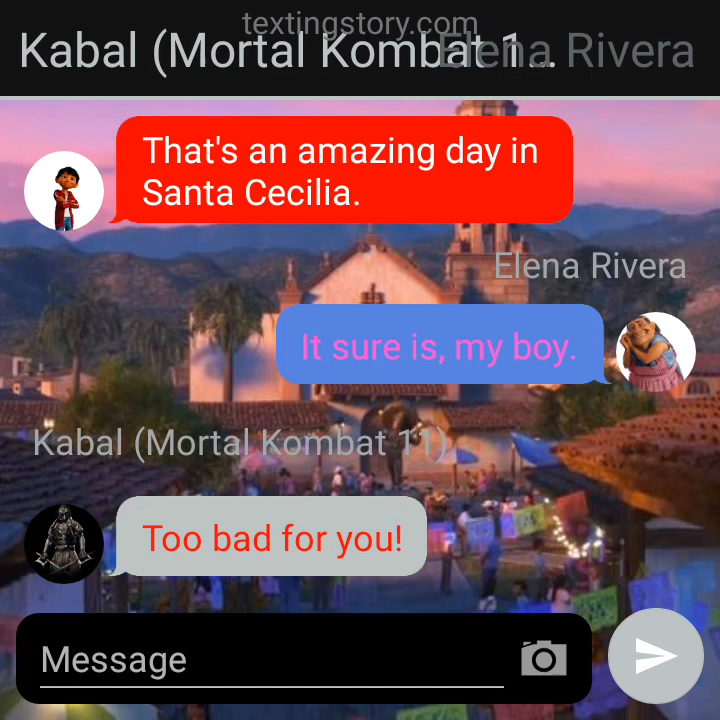 textingstory.com
Kabal (Mortal Kombat 1...
Elena Rivera
That's an amazing day in
Santa Cecilia.
Elena Rivera
It sure is, my boy.
Kabal (Mortal Kombat 11)
Too bad for you!
Message